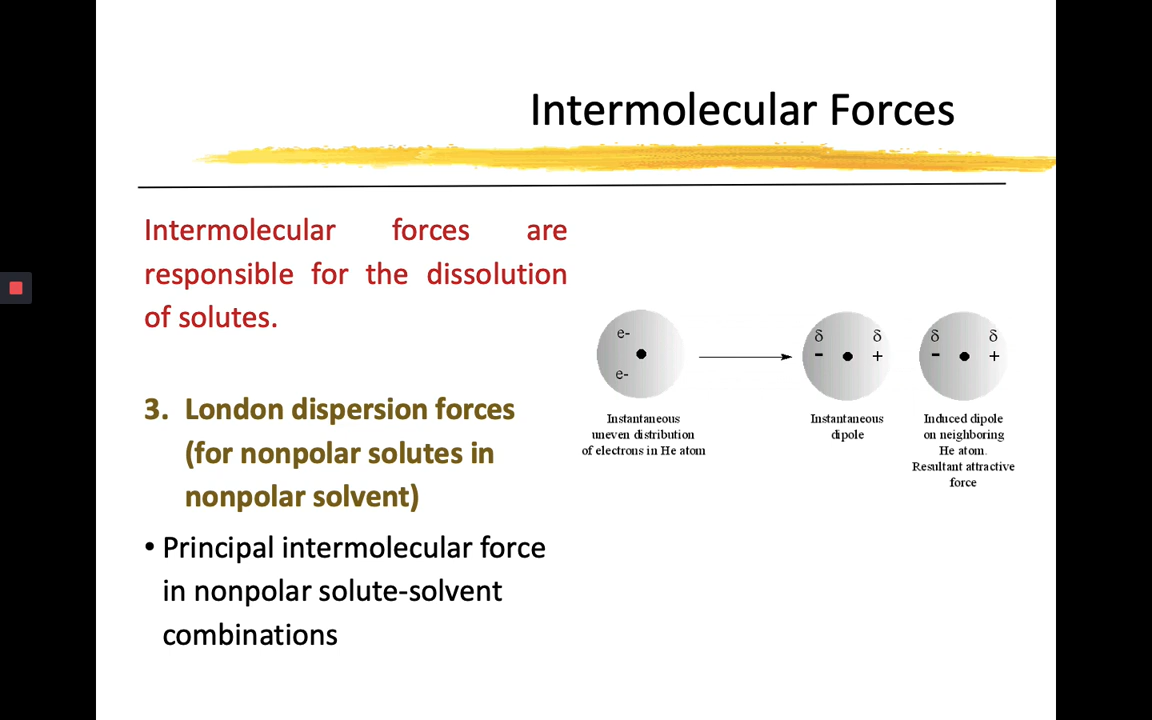 Intermolecular Forces
Intermolecular forces are
responsible for the dissolution
of solutes.
3. London dispersion forces
(for nonpolar solutes in
nonpolar solvent)
• Principal intermolecular force
in nonpolar solute-solvent
combinations
e-
e-
Instantaneous
uneven distribution
of electrons in He atom
δ δ
- +
Instantaneous
dipole
δ δ
- +
Induced dipole
on neighboring
He atom.
Resultant attractive
force